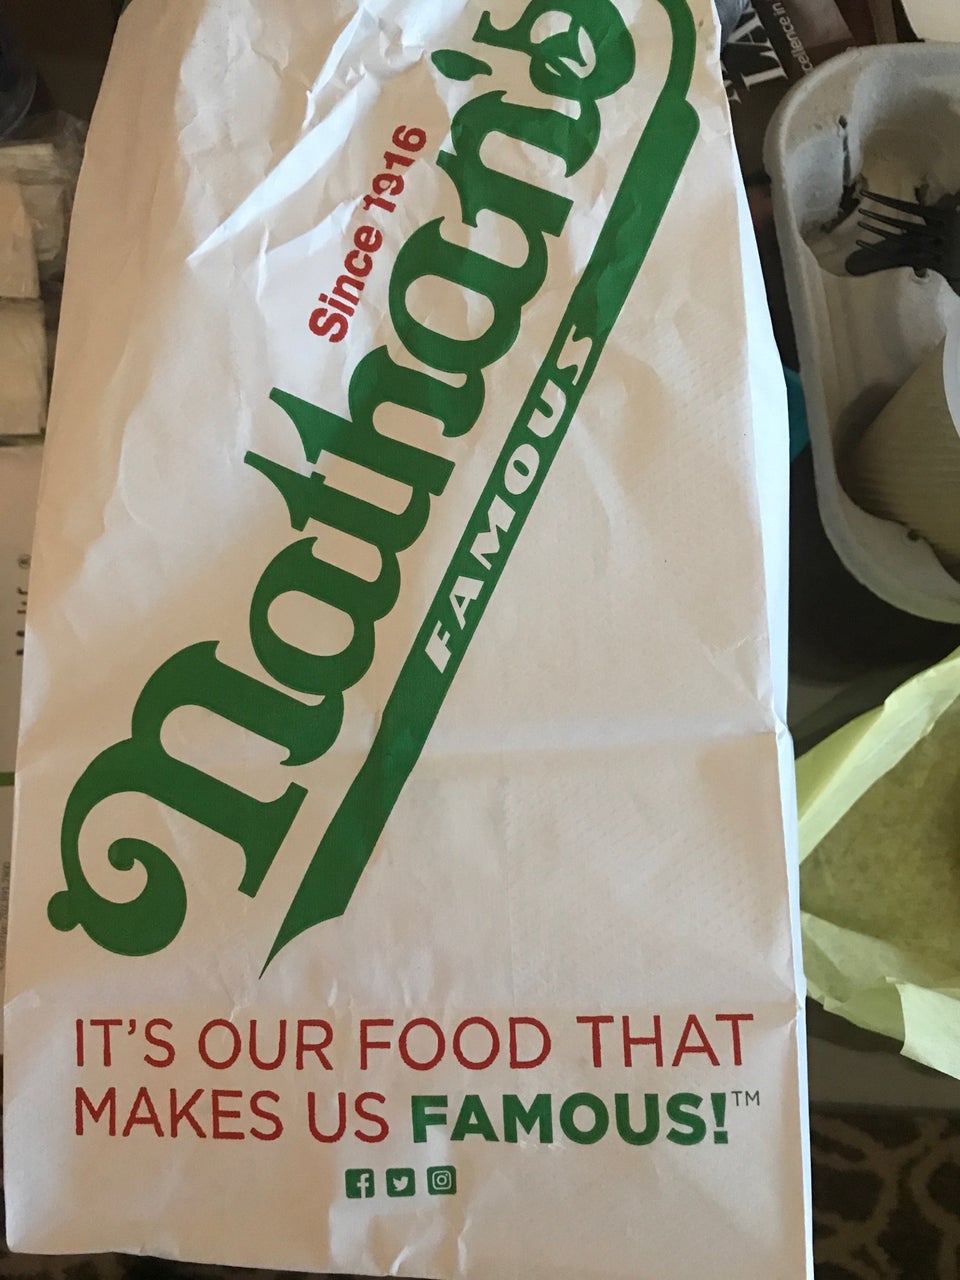 Since 1916
Nathan's
FAMOUS
IT'S OUR FOOD THAT
MAKES US FAMOUS!™